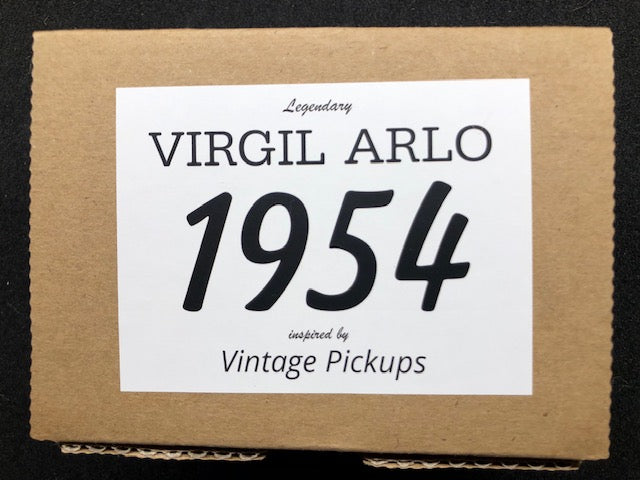 Legendary
VIRGIL ARLO
1954
inspired by
Vintage Pickups